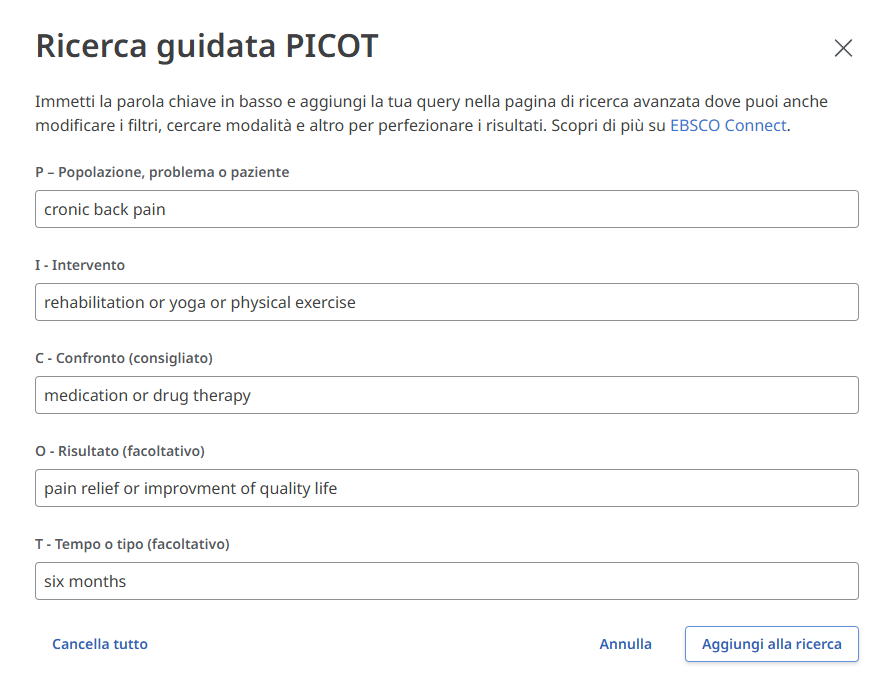 Ricerca guidata PICOT
Immetti la parola chiave in basso e aggiungi la tua query nella pagina di ricerca avanzata dove puoi anche
modificare i filtri, cercare modalità e altro per perfezionare i risultati. Scopri di più su EBSCO Connect.
P – Popolazione, problema o paziente
cronic back pain
I - Intervento
rehabilitation or yoga or physical exercise
C - Confronto (consigliato)
medication or drug therapy
O - Risultato (facoltativo)
pain relief or improvment of quality life
T - Tempo o tipo (facoltativo)
six months
Cancella tutto
Annulla
Aggiungi alla ricerca